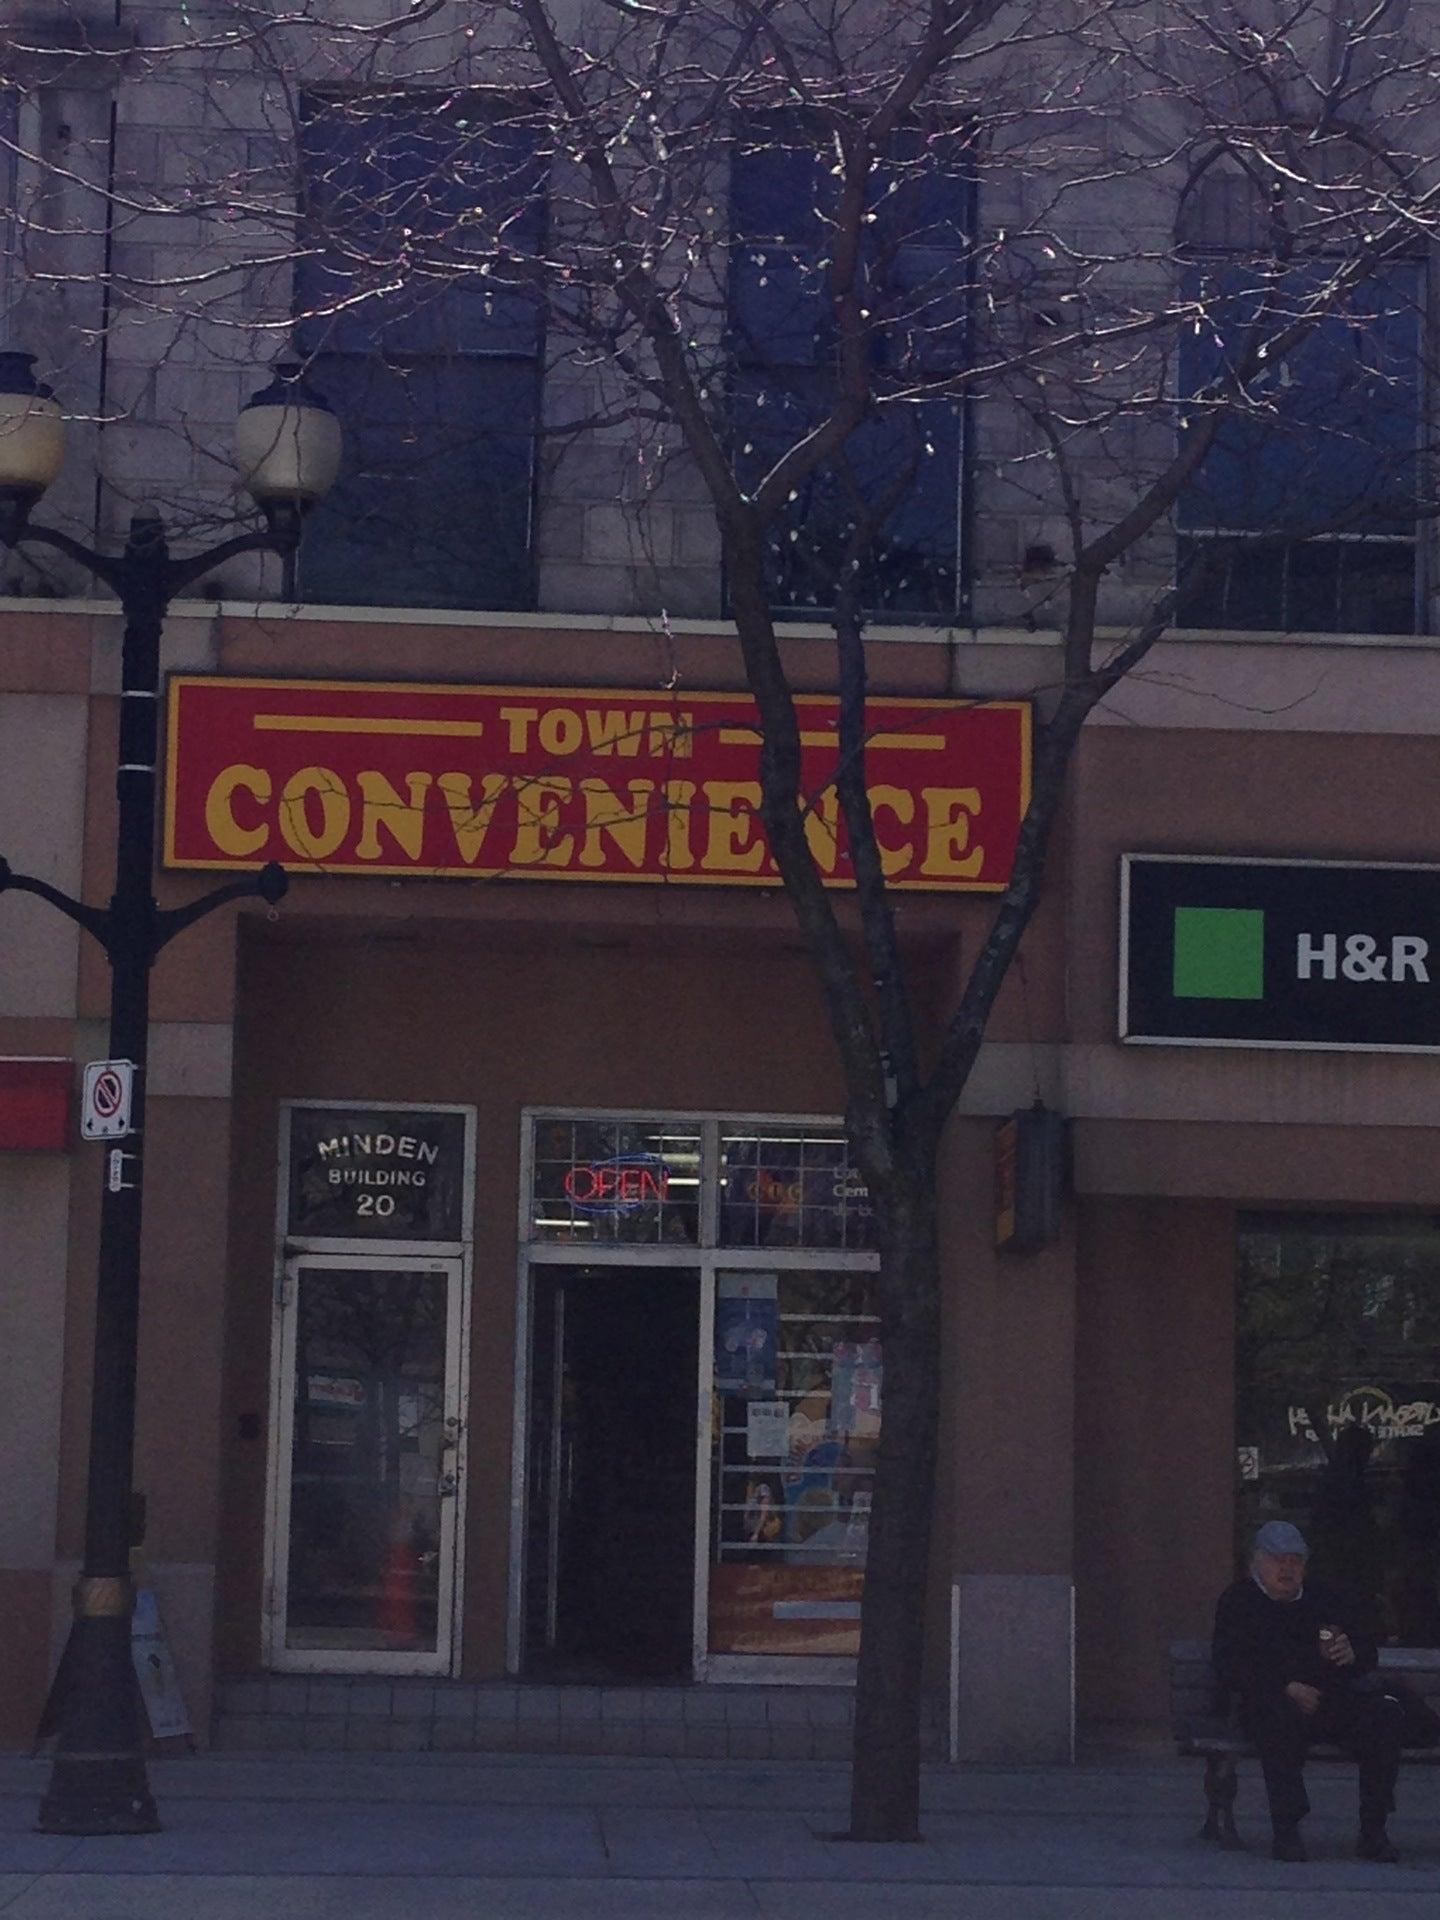 TOWN
CONVENIENCE
H&R
MINDEN
BUILDING
20
OPEN